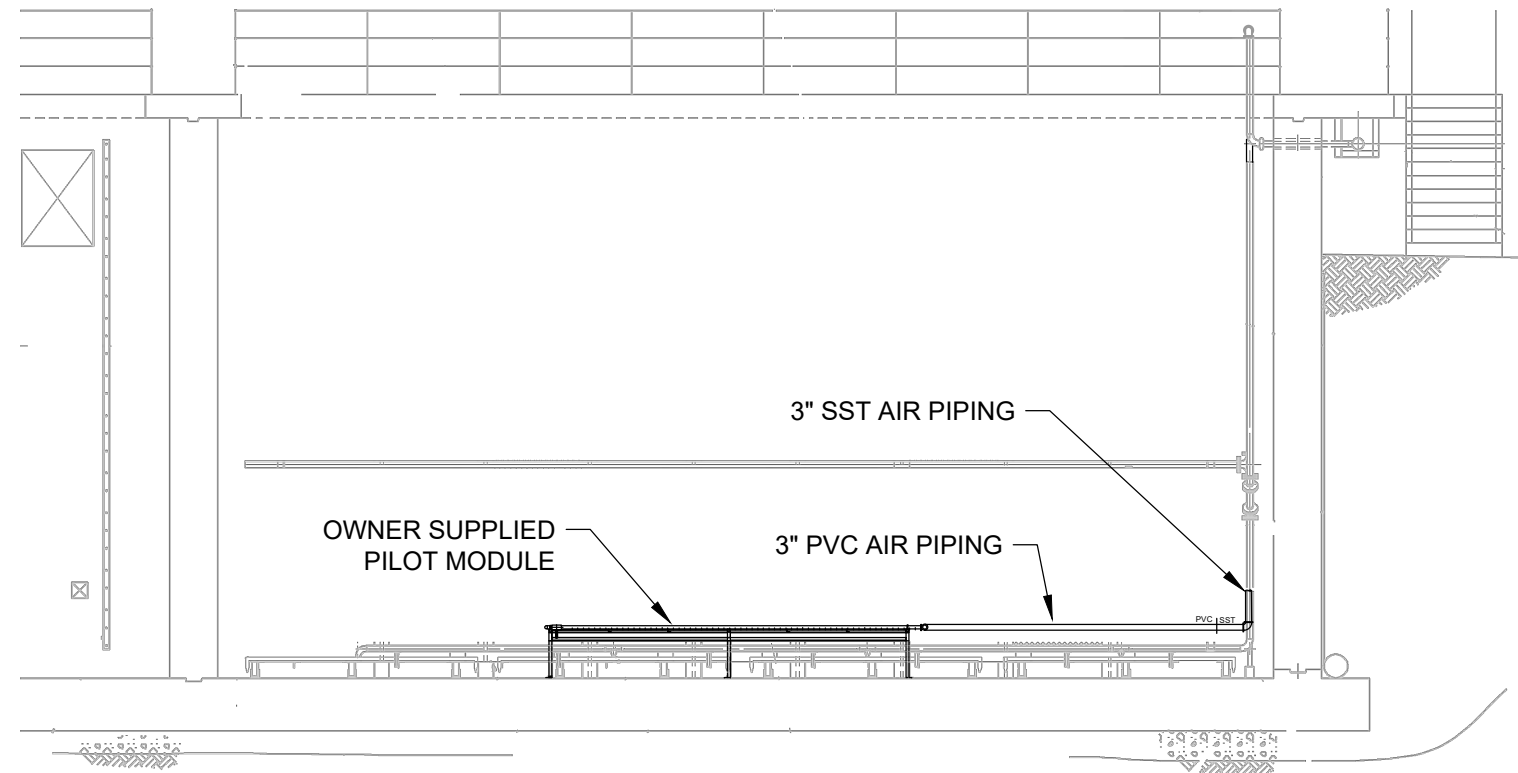 3" SST AIR PIPING
OWNER SUPPLIED
PILOT MODULE
3" PVC AIR PIPING
PVC SST